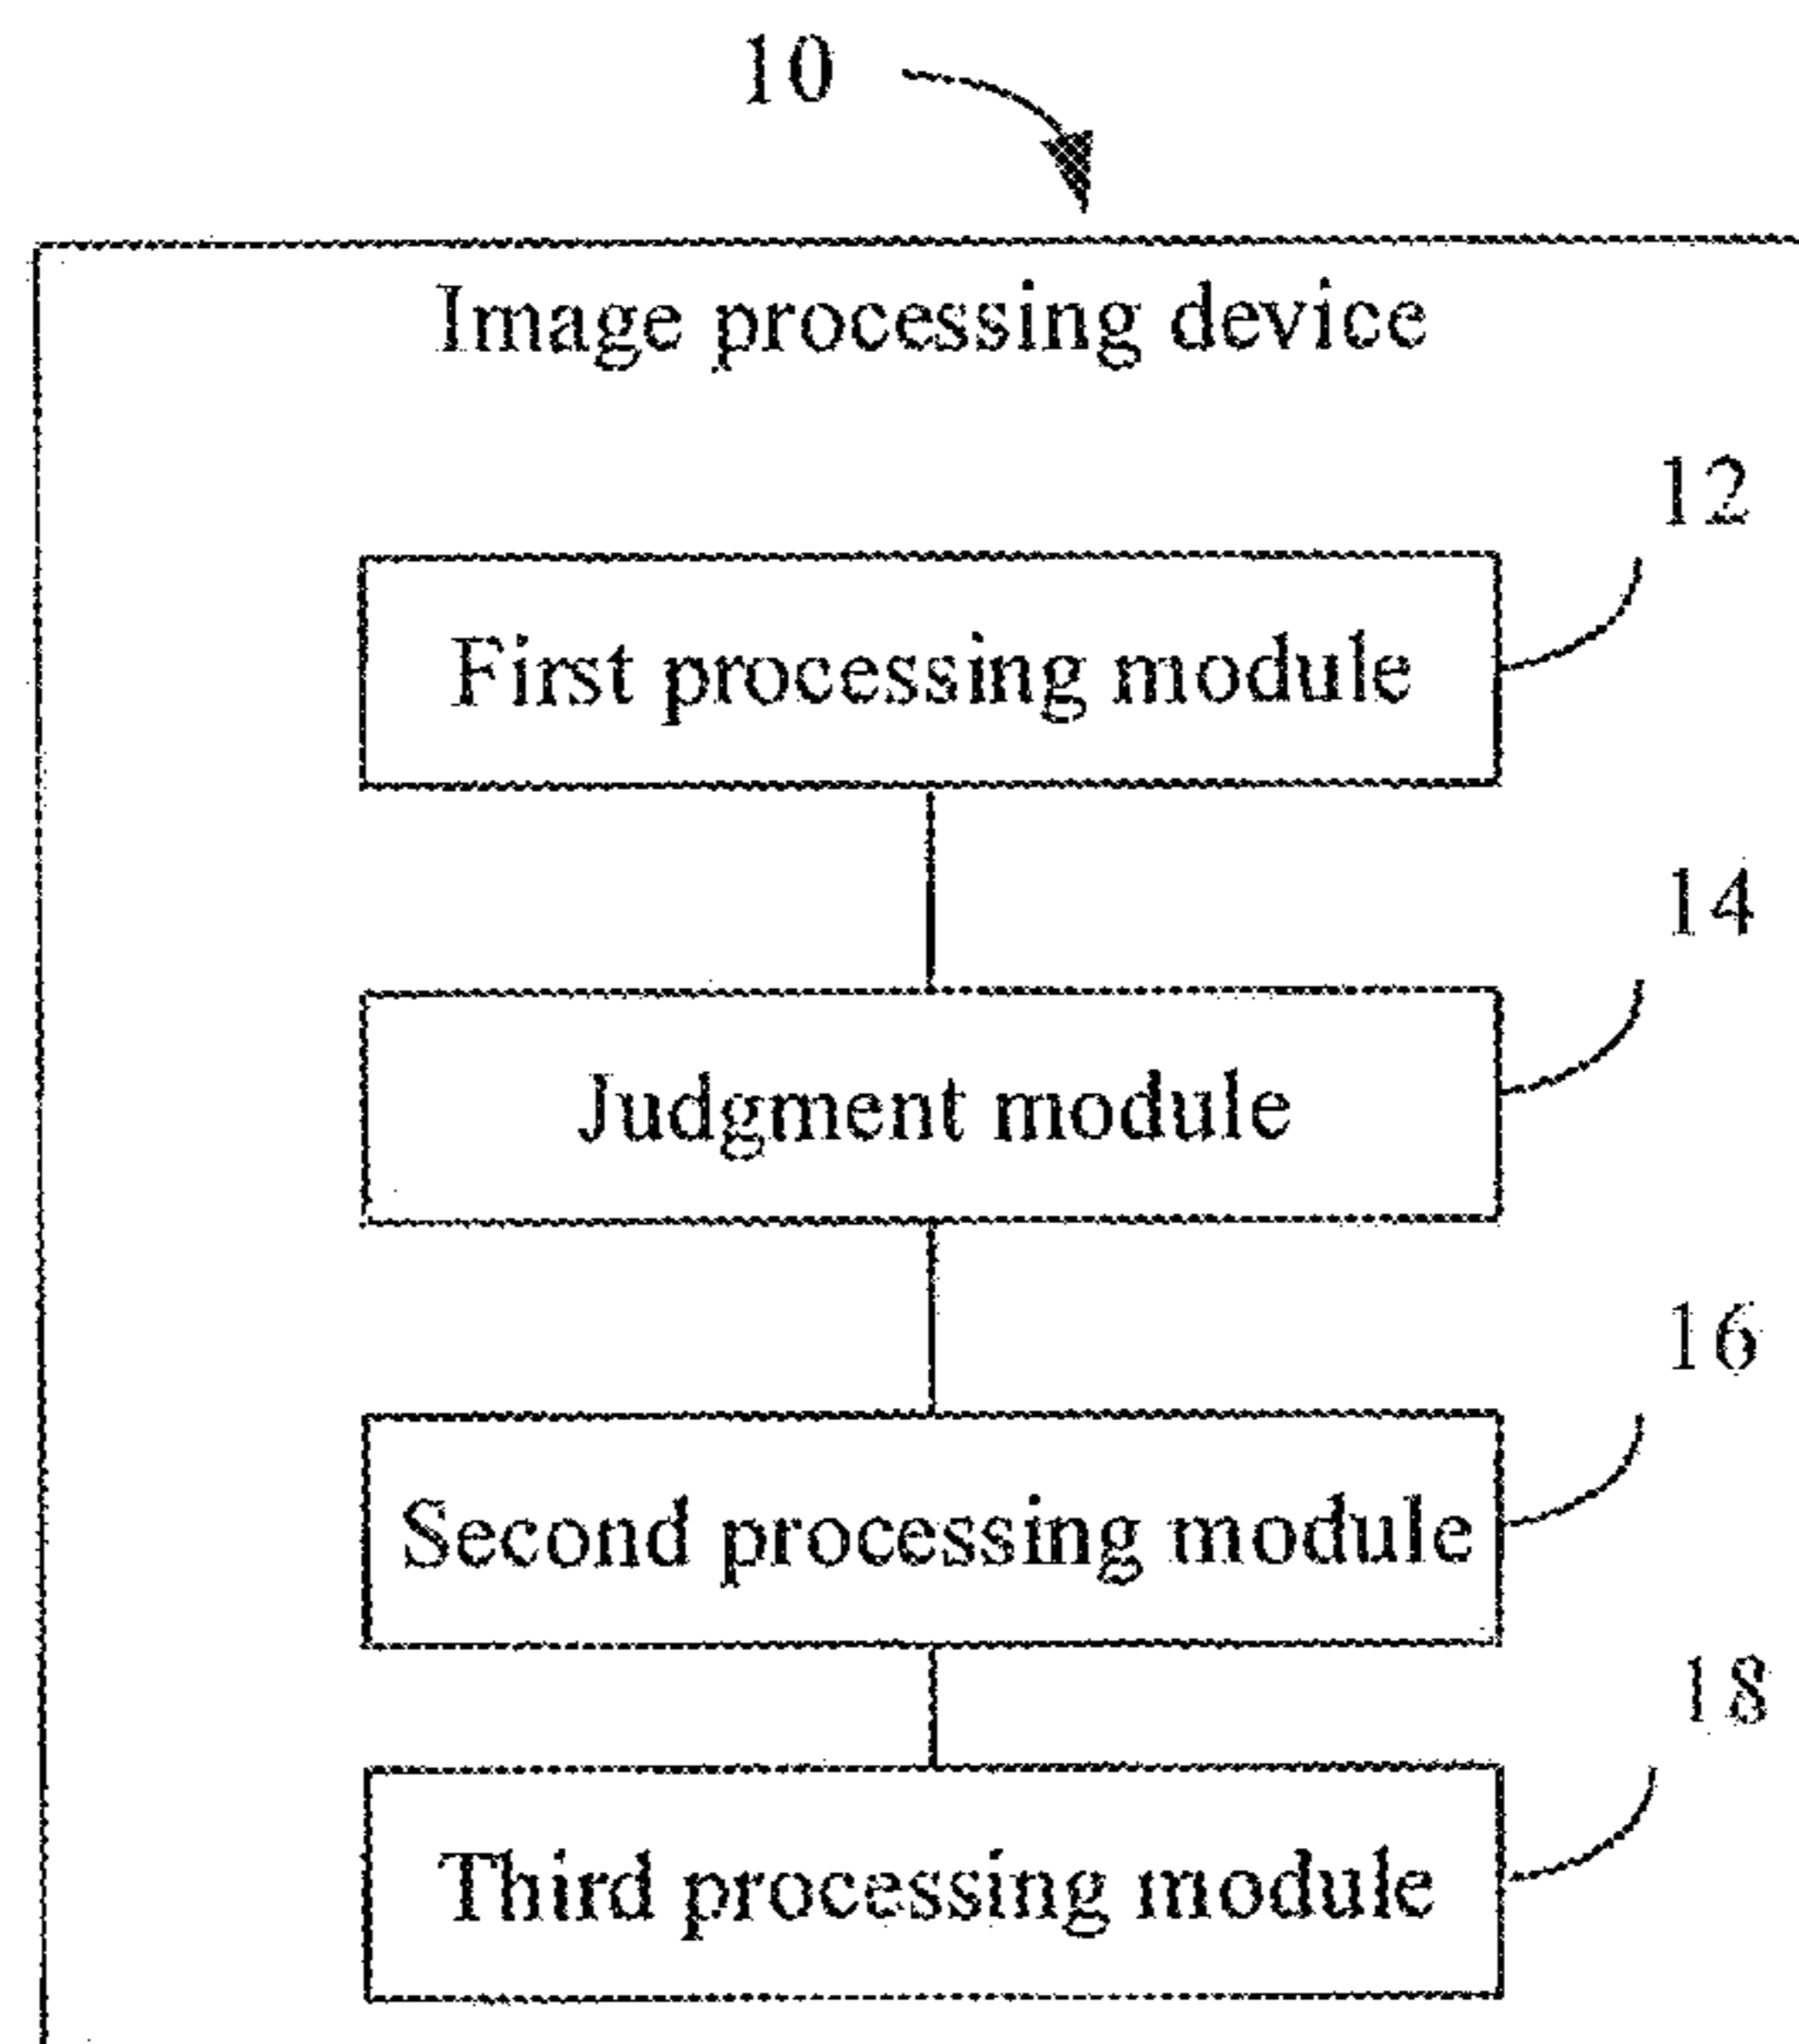 10
Image processing device
12
First processing module
14
Judgment module
16
Second processing module
18
Third processing module